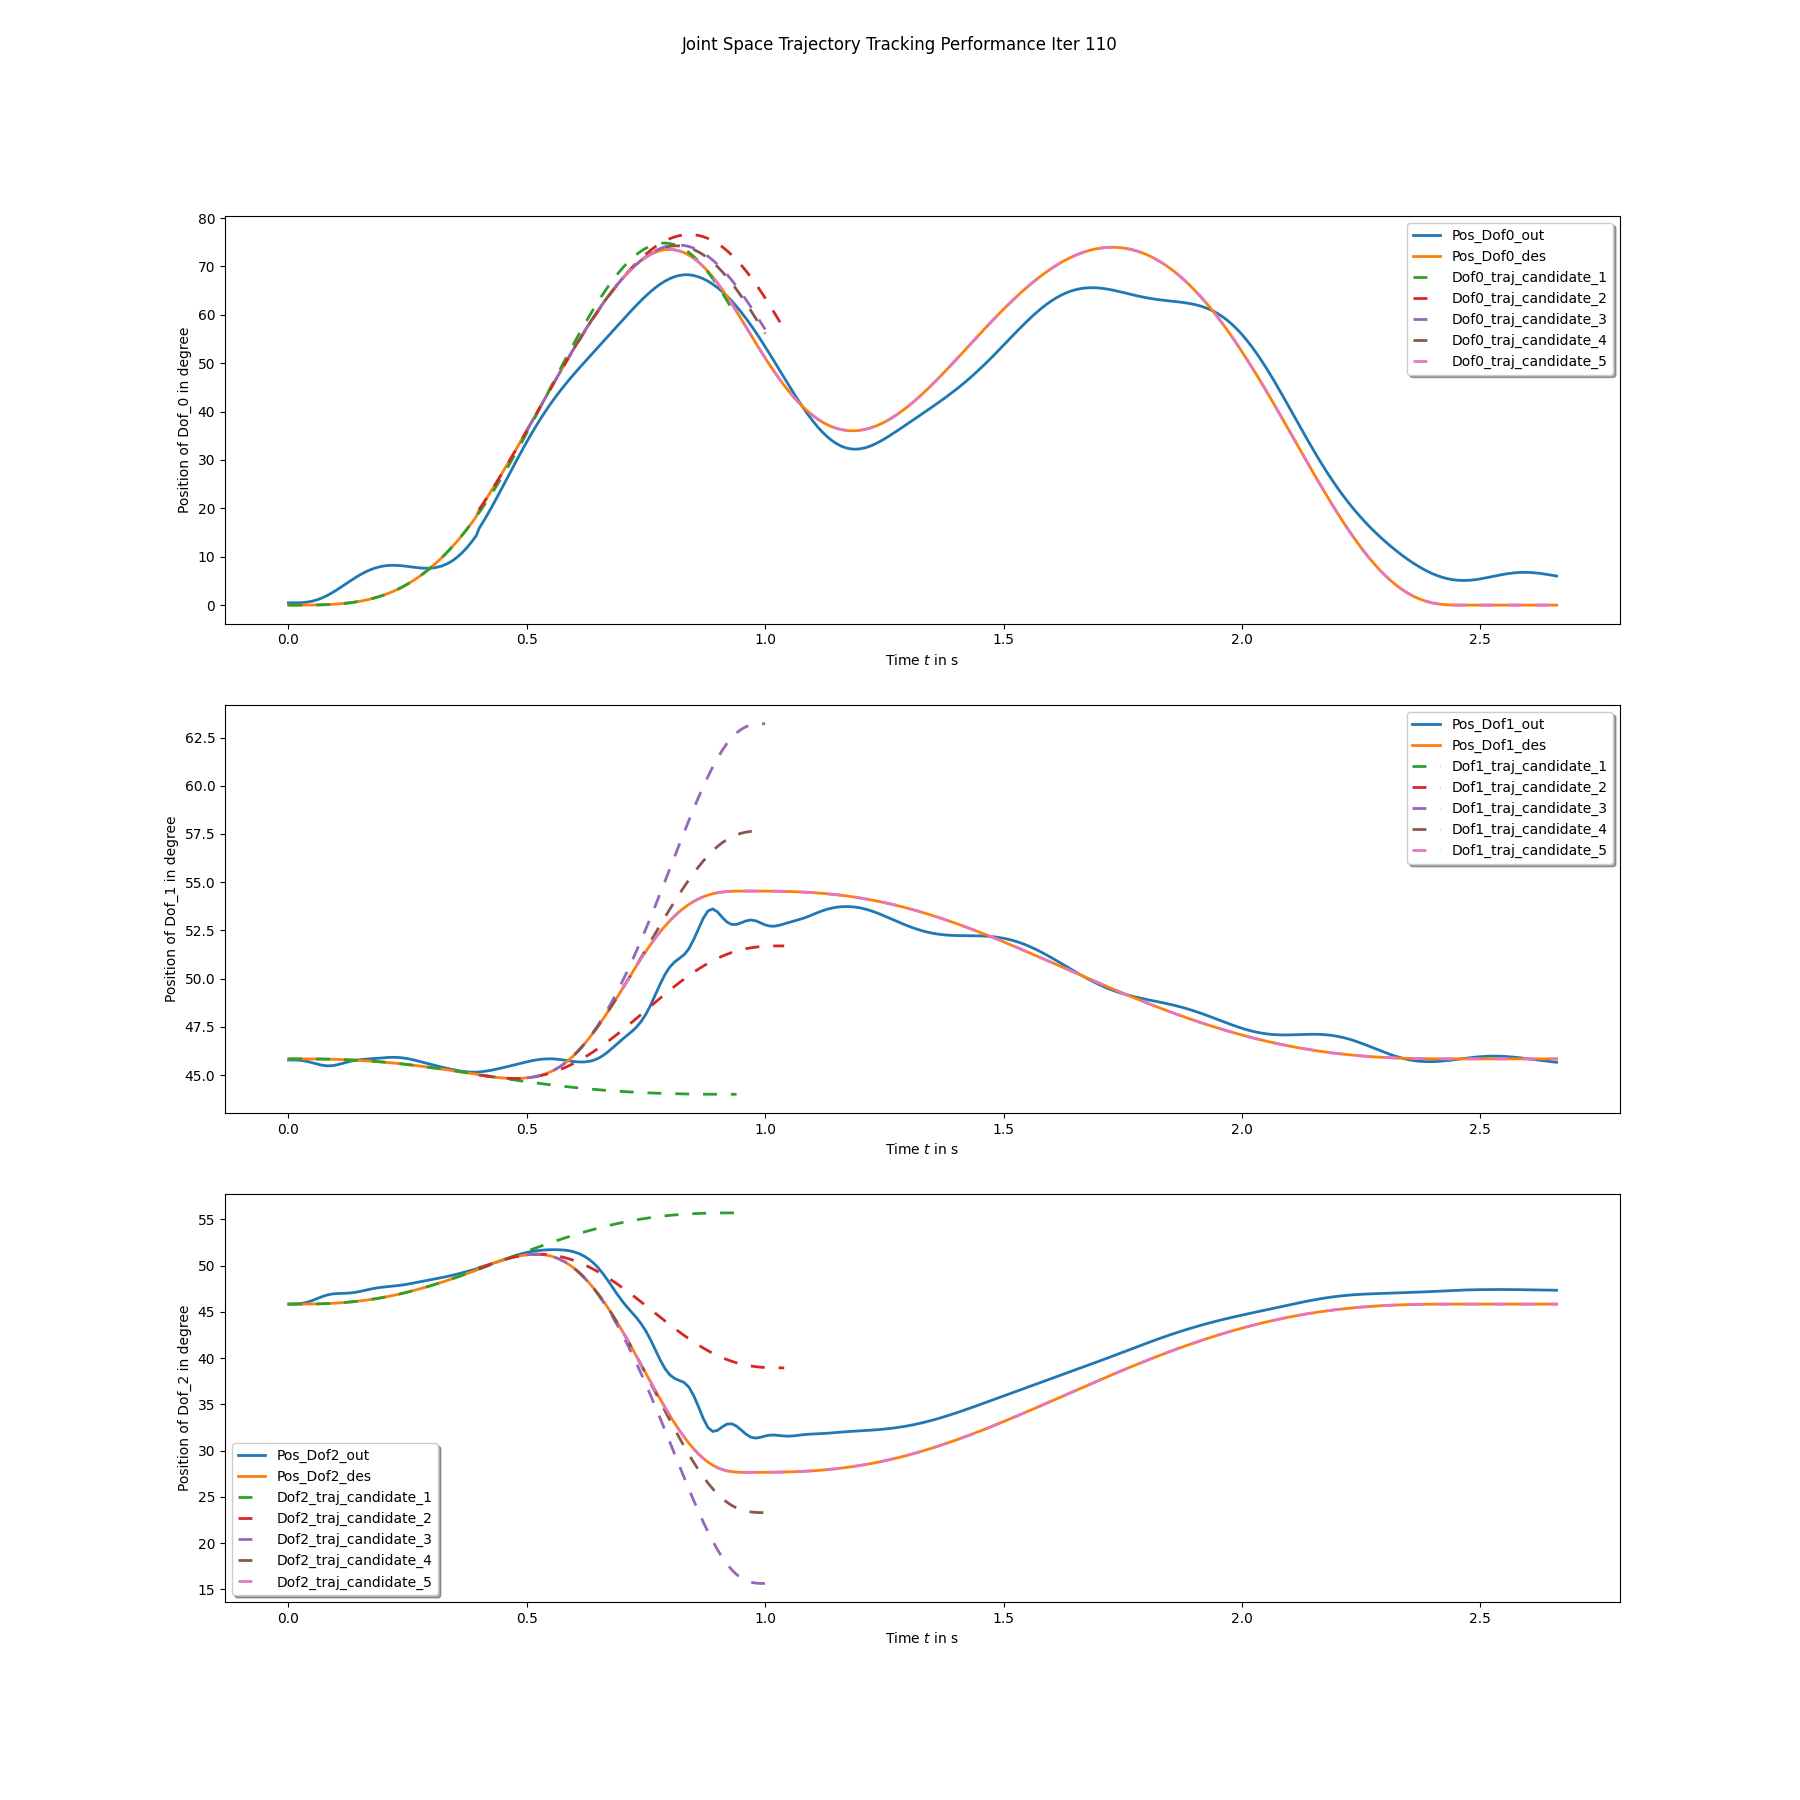 Joint Space Trajectory Tracking Performance Iter 110
80
70
60
50
40
30
20
10
0
Position of Dof_0 in degree
0.0 0.5 1.0 1.5 2.0 2.5
Time t in s
Pos_Dof0_out
Pos_Dof0_des
Dof0_traj_candidate_1
Dof0_traj_candidate_2
Dof0_traj_candidate_3
Dof0_traj_candidate_4
Dof0_traj_candidate_5
62.5
60.0
57.5
55.0
52.5
50.0
47.5
45.0
Position of Dof_1 in degree
0.0 0.5 1.0 1.5 2.0 2.5
Time t in s
Pos_Dof1_out
Pos_Dof1_des
Dof1_traj_candidate_1
Dof1_traj_candidate_2
Dof1_traj_candidate_3
Dof1_traj_candidate_4
Dof1_traj_candidate_5
55
50
45
40
35
30
25
20
15
Position of Dof_2 in degree
0.0 0.5 1.0 1.5 2.0 2.5
Time t in s
Pos_Dof2_out
Pos_Dof2_des
Dof2_traj_candidate_1
Dof2_traj_candidate_2
Dof2_traj_candidate_3
Dof2_traj_candidate_4
Dof2_traj_candidate_5